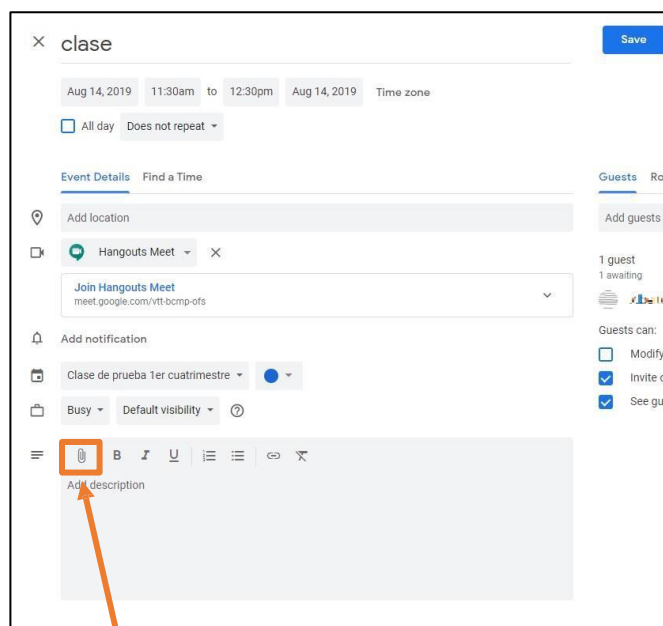 clase
Save
Aug 14, 2019 11:30am to 12:30pm Aug 14, 2019 Time zone
All day Does not repeat
Event Details Find a Time
Guests
Add location
Add guests
Hangouts Meet
1 guest
1 awaiting
Join Hangouts Meet
meet.google.com/vtt-bcmp-ofs
Guests can:
Add notification
Modify
Clase de prueba 1er cuatrimestre
Invite
Busy Default visibility
See
B I U
Add description